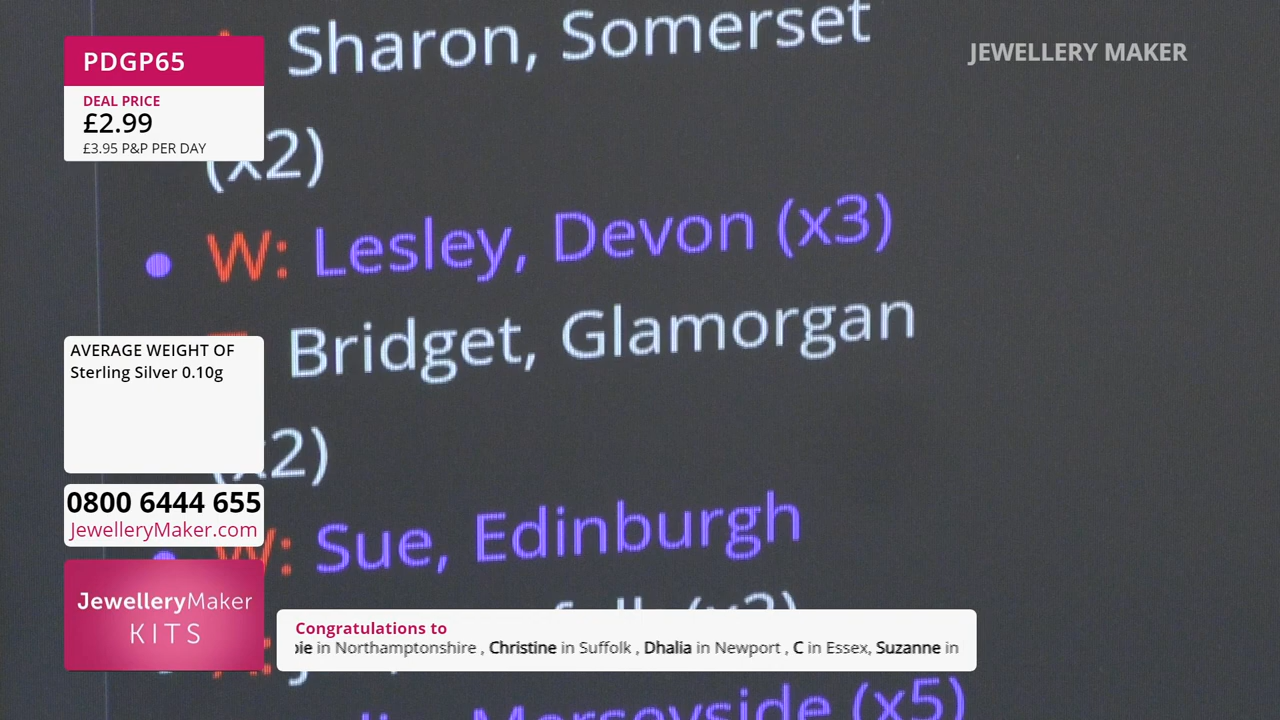 PDGP65
DEAL PRICE
£2.99
£3.95 P&P PER DAY
JEWELLERY MAKER
Sharon, Somerset
(x2)
W: Lesley, Devon (x3)
Bridget, Glamorgan
(x2)
W: Sue, Edinburgh
Merseyside (x5)
AVERAGE WEIGHT OF
Sterling Silver 0.10g
0800 6444 655
JewelleryMaker.com
JewelleryMaker
KITS
Congratulations to
in Northamptonshire , Christine in Suffolk , Dhalia in Newport , C in Essex, Suzanne in